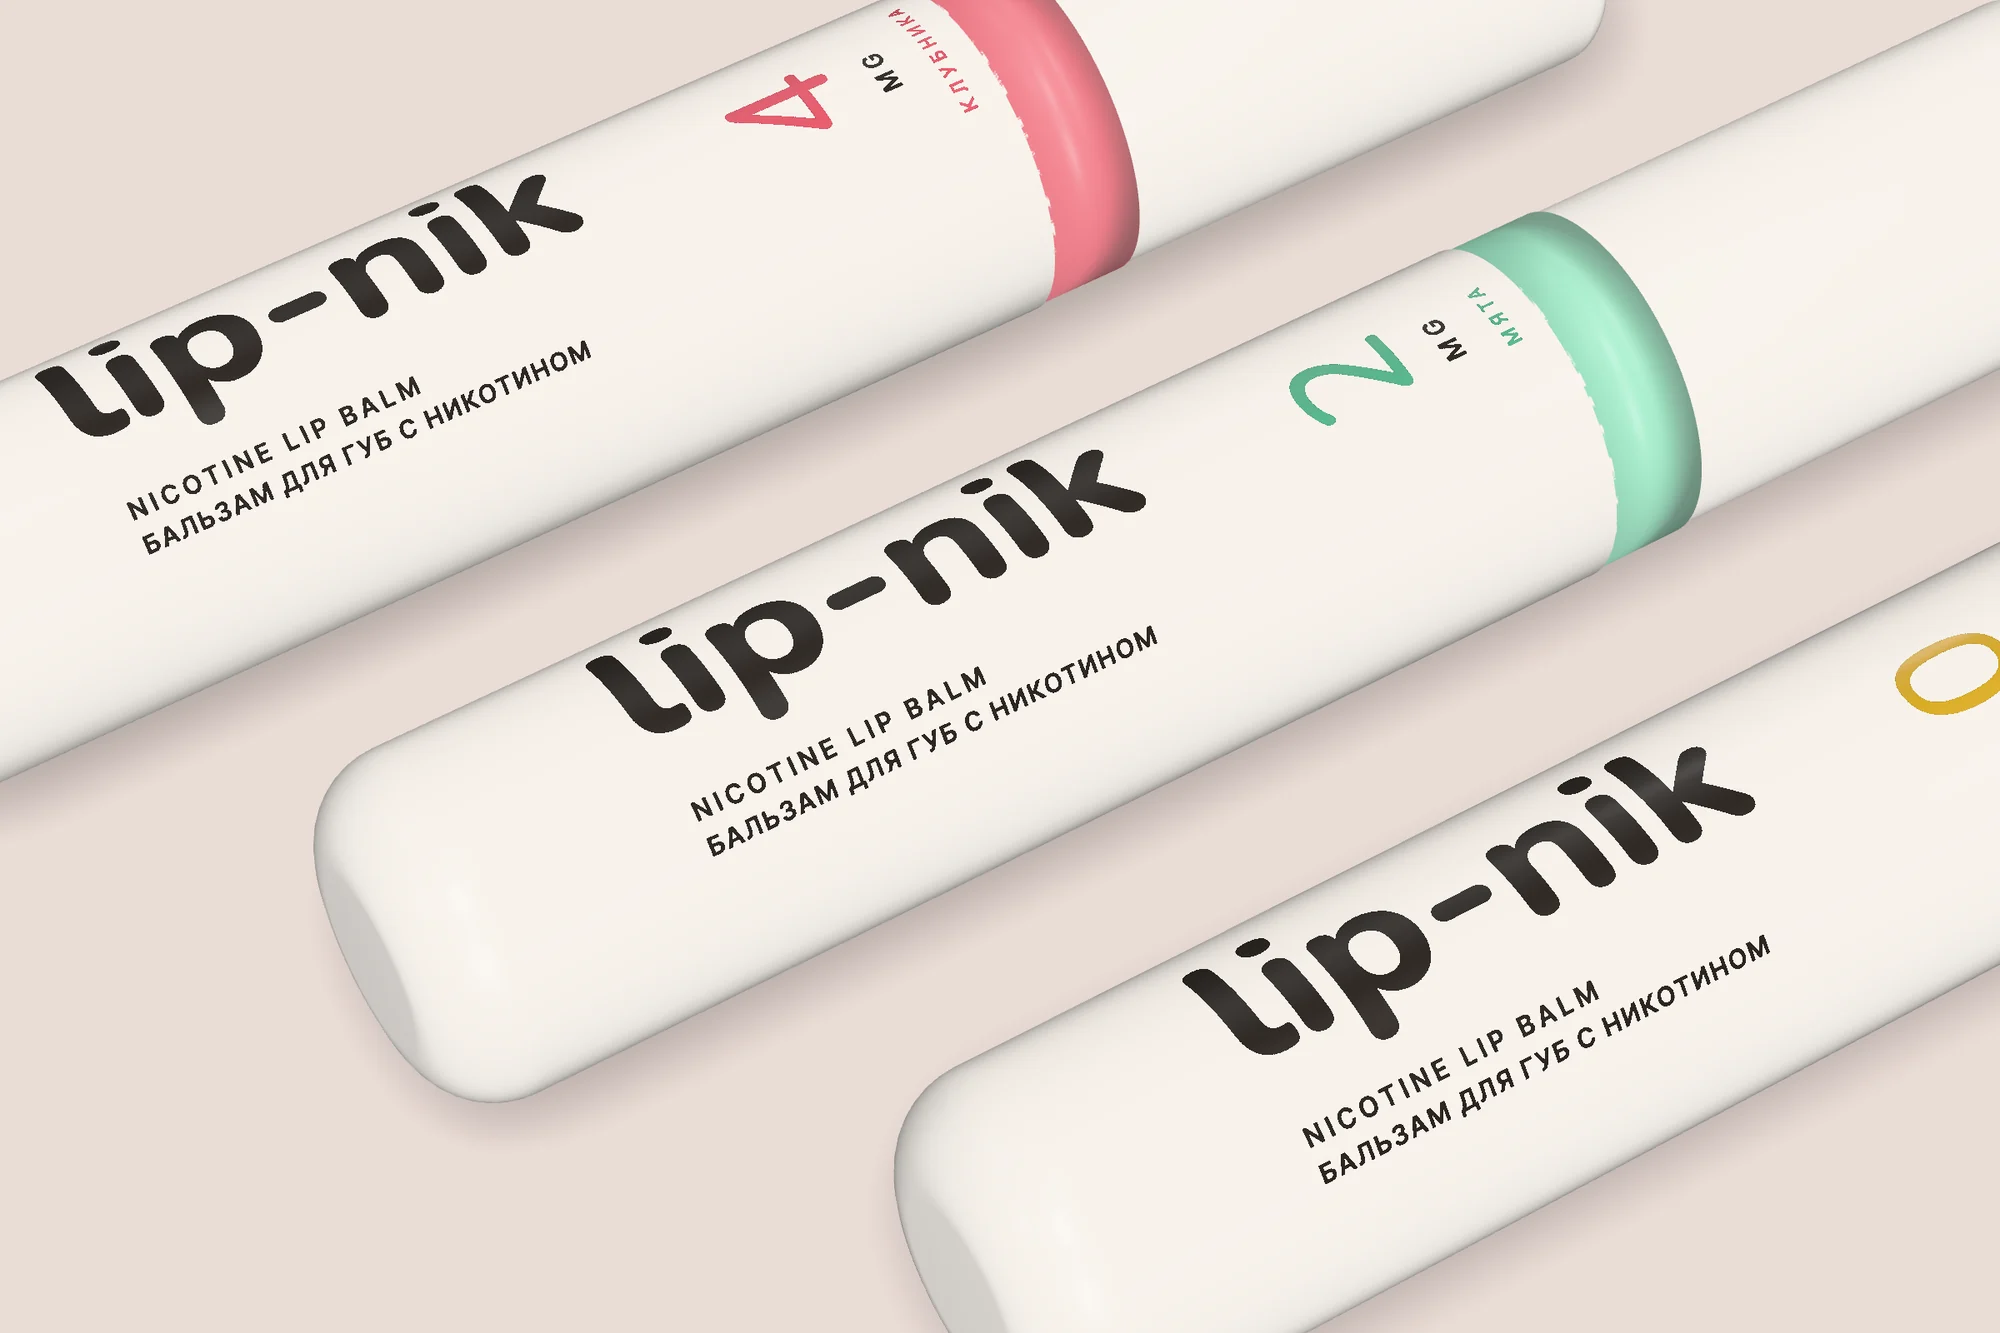 lip-nik
NICOTINE LIP BALM
БАЛЬЗАМ ДЛЯ ГУБ С НИКОТИНОМ
4
MG
КЛУБНИКА
lip-nik
NICOTINE LIP BALM
БАЛЬЗАМ ДЛЯ ГУБ С НИКОТИНОМ
2
MG
МЯТА
lip-nik
NICOTINE LIP BALM
БАЛЬЗАМ ДЛЯ ГУБ С НИКОТИНОМ
0